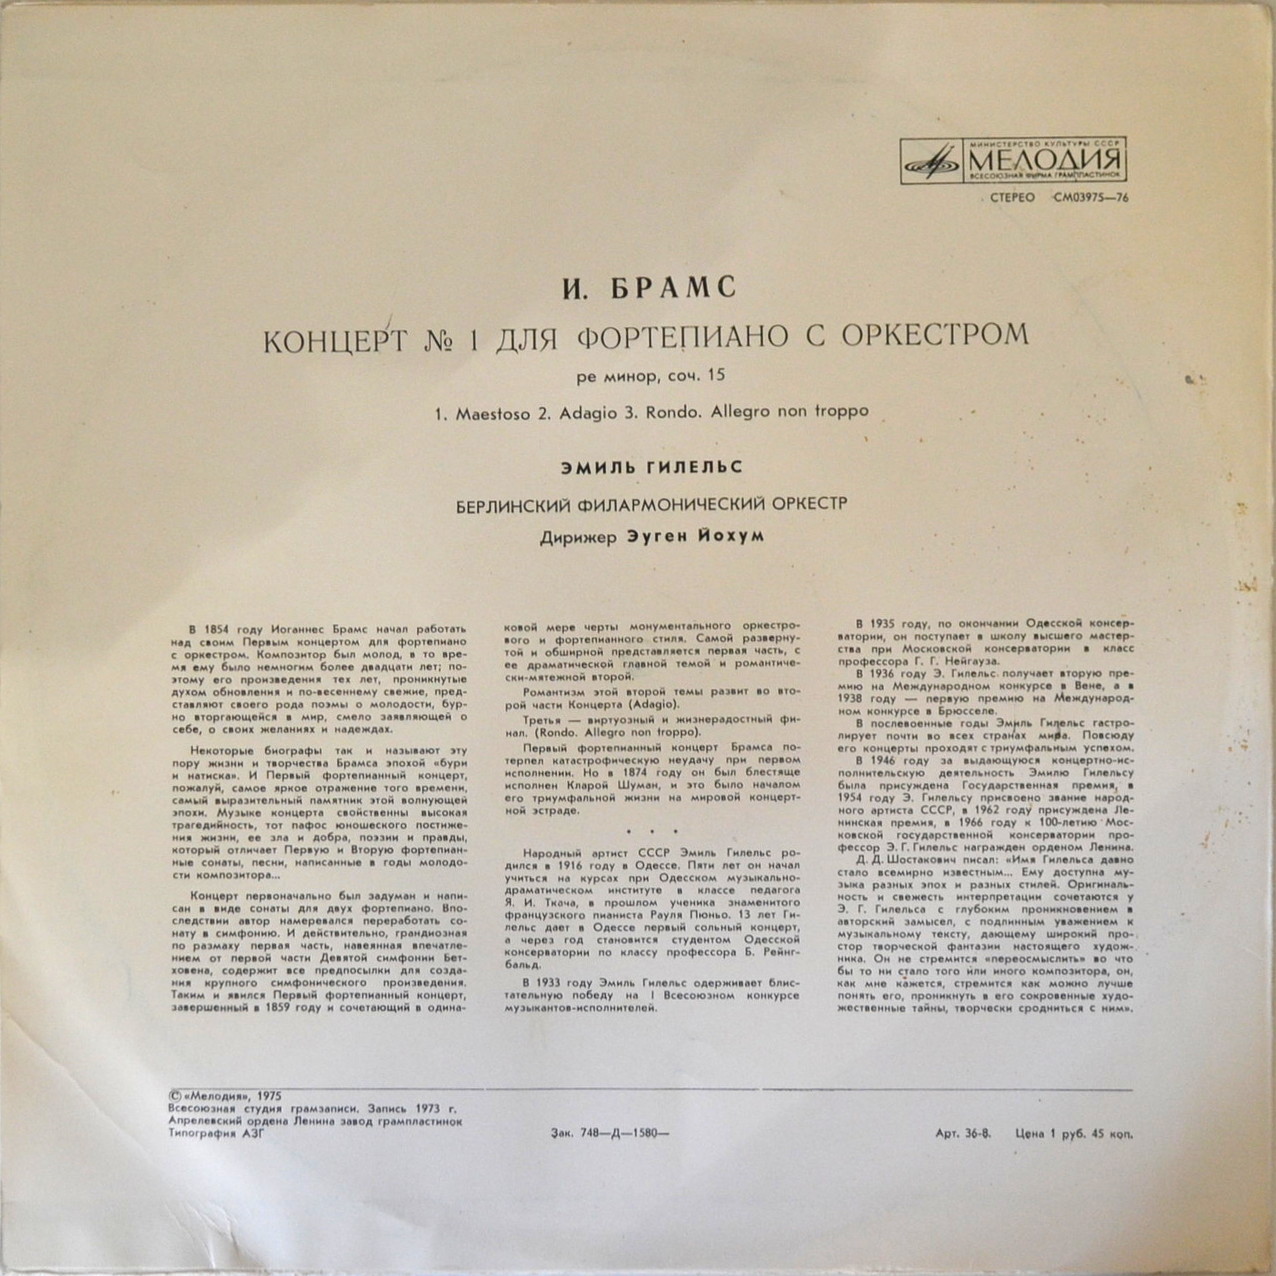 МИНИСТЕРСТВО КУЛЬТУРЫ СССР
МЕЛОДИЯ
ВСЕСОЮЗНАЯ ФИРМА ГРАМПЛАСТИНОК
СТЕРЕО СМ03975—76
И. БРАМС
КОНЦЕРТ № 1 ДЛЯ ФОРТЕПИАНО С ОРКЕСТРОМ
ре минор, соч. 15
1. Maestoso 2. Adagio 3. Rondo. Allegro non troppo
ЭМИЛЬ ГИЛЕЛЬС
БЕРЛИНСКИЙ ФИЛАРМОНИЧЕСКИЙ ОРКЕСТР
Дирижер Эуген Йохум
В 1854 году Иоганнес Брамс начал работать
над своим Первым концертом для фортепиано
с оркестром. Композитор был молод, в то вре-
мя ему было немногим более двадцати лет; по-
этому его произведения тех лет, проникнутые
духом обновления и по-весеннему свежие, пред-
ставляют своего рода поэмы о молодости, бур-
но вторгающейся в мир, смело заявляющей о
себе, о своих желаниях и надеждах.
Некоторые биографы так и называют эту
пору жизни и творчества Брамса эпохой «бури
и натиска». И Первый фортепианный концерт,
пожалуй, самое яркое отражение того времени,
самый выразительный памятник этой волнующей
эпохи. Музыке концерта свойственны высокая
трагедийность, тот пафос юношеского постиже-
ния жизни, ее зла и добра, поэзии и правды,
который отличает Первую и Вторую фортепиан-
ные сонаты, песни, написанные в годы молодо-
сти композитора...
Концерт первоначально был задуман и напи-
сан в виде сонаты для двух фортепиано. Впо-
следствии автор намеревался переработать со-
нату в симфонию. И действительно, грандиозная
по размаху первая часть, навеянная впечатле-
нием от первой части Девятой симфонии Бет-
ховена, содержит все предпосылки для созда-
ния крупного симфонического произведения.
Таким и явился Первый фортепианный концерт,
завершенный в 1859 году и сочетающий в одина-
ковой мере черты монументального оркестро-
вого и фортепианного стиля. Самой разверну-
той и обширной представляется первая часть, с
ее драматической главной темой и романтиче-
ски-мятежной второй.
Романтизм этой второй темы развит во вто-
рой части Концерта (Adagio).
Третья — виртуозный и жизнерадостный фи-
нал. (Rondo. Allegro non troppo).
Первый фортепианный концерт Брамса по-
терпел катастрофическую неудачу при первом
исполнении. Но в 1874 году он был блестяще
исполнен Кларой Шуман, и это было началом
его триумфальной жизни на мировой концерт-
ной эстраде.
• • •
Народный артист СССР Эмиль Гилельс ро-
дился в 1916 году в Одессе. Пяти лет он начал
учиться на курсах при Одесском музыкально-
драматическом институте в классе педагога
Я. И. Ткача, в прошлом ученика знаменитого
французского пианиста Рауля Пюньо. 13 лет Ги-
лельс дает в Одессе первый сольный концерт,
а через год становится студентом Одесской
консерватории по классу профессора Б. Рейнг-
бальд.
В 1933 году Эмиль Гилельс одерживает блис-
тательную победу на I Всесоюзном конкурсе
музыкантов-исполнителей.
В 1935 году, по окончании Одесской консер-
ватории, он поступает в школу высшего мастер-
ства при Московской консерватории в класс
профессора Г. Г. Нейгауза.
В 1936 году Э. Гилельс получает вторую пре-
мию на Международном конкурсе в Вене, а в
1938 году — первую премию на Международ-
ном конкурсе в Брюсселе.
В послевоенные годы Эмиль Гилельс гастро-
лирует почти во всех странах мира. Повсюду
его концерты проходят с триумфальным успехом.
В 1946 году за выдающуюся концертно-ис-
полнительскую деятельность Эмилю Гилельсу
была присуждена Государственная премия, в
1954 году Э. Гилельсу присвоено звание народ-
ного артиста СССР, в 1962 году присуждена Ле-
нинская премия, в 1966 году к 100-летию Мос-
ковской государственной консерватории про-
фессор Э. Г. Гилельс награжден орденом Ленина.
Д. Д. Шостакович писал: «Имя Гилельса давно
стало всемирно известным... Ему доступна му-
зыка разных эпох и разных стилей. Оригиналь-
ность и свежесть интерпретации сочетаются у
Э. Г. Гилельса с глубоким проникновением в
авторский замысел, с подлинным уважением к
музыкальному тексту, дающему широкий про-
стор творческой фантазии настоящего худож-
ника. Он не стремится «переосмыслить» во что
бы то ни стало того или иного композитора, он,
как мне кажется, стремится как можно лучше
понять его, проникнуть в его сокровенные худо-
жественные тайны, творчески сродниться с ним».
© «Мелодия», 1975
Всесоюзная студия грамзаписи. Запись 1973 г.
Апрелевский ордена Ленина завод грампластинок
Типография АЗГ
Зак. 748—Д—1580—
Арт. 36-8. Цена 1 руб. 45 коп.